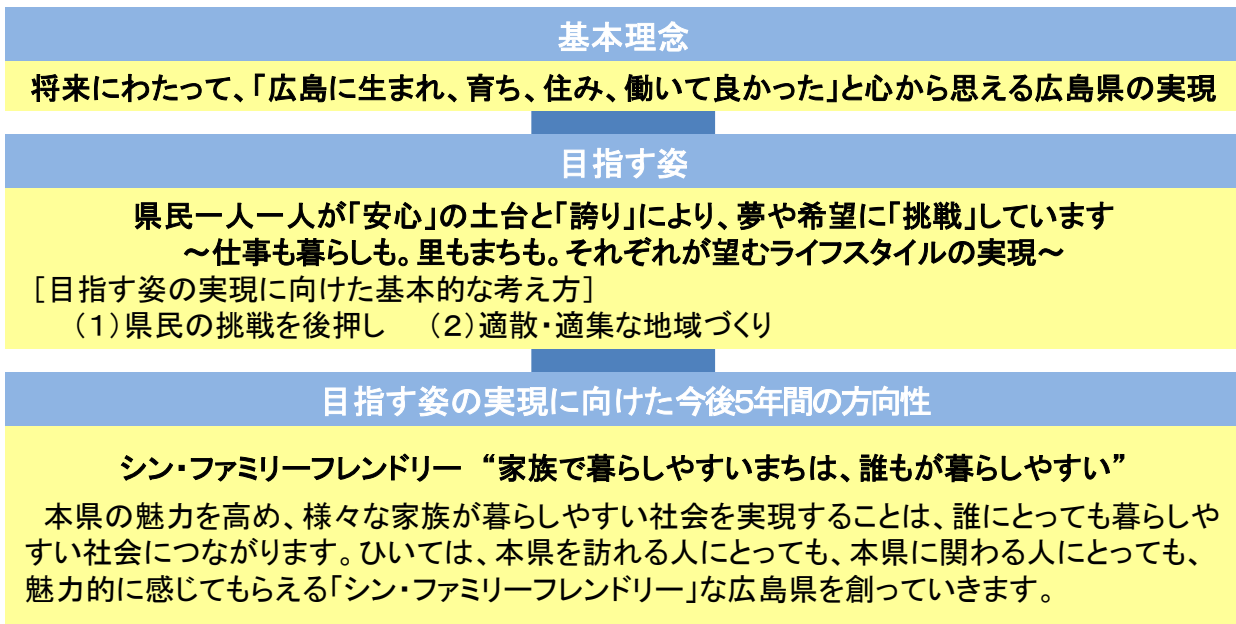 基本理念
将来にわたって、「広島に生まれ、育ち、住み、働いて良かった」と心から思える広島県の実現
目指す姿
県民一人一人が「安心」の土台と「誇り」により、夢や希望に「挑戦」しています
～仕事も暮らしも。里もまちも。それぞれが望むライフスタイルの実現～
［目指す姿の実現に向けた基本的な考え方］
（１）県民の挑戦を後押し　（２）適散・適集な地域づくり
目指す姿の実現に向けた今後5年間の方向性
シン・ファミリーフレンドリー “家族で暮らしやすいまちは、誰もが暮らしやすい”
本県の魅力を高め、様々な家族が暮らしやすい社会を実現することは、誰にとっても暮らしや
すい社会につながります。ひいては、本県を訪れる人にとっても、本県に関わる人にとっても、
魅力的に感じてもらえる「シン・ファミリーフレンドリー」な広島県を創っていきます。